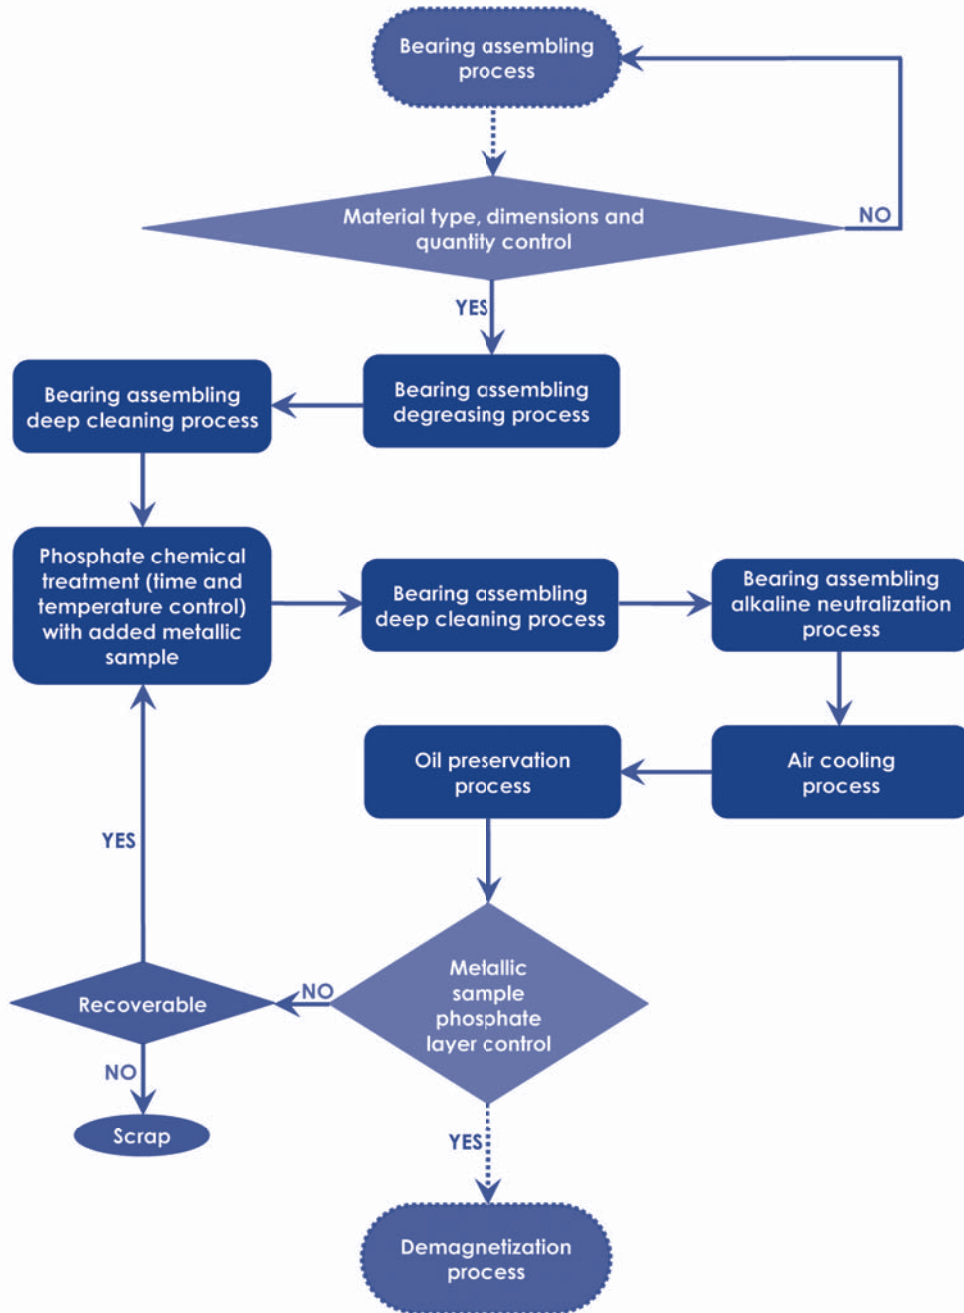 Bearing assembling
process
Material type, dimensions and
quantity control
NO
YES
Bearing assembling
deep cleaning process
Bearing assembling
degreasing process
Phosphate chemical
treatment (time and
temperature control)
with added metallic
sample
Bearing assembling
deep cleaning process
Bearing assembling
alkaline neutralization
process
Oil preservation
process
Air cooling
process
YES
Metallic
sample
phosphate
layer control
NO
Recoverable
NO
Scrap
YES
Demagnetization
process